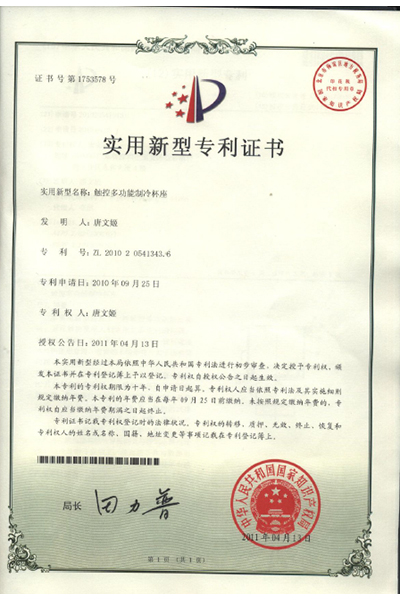 证书号第1753578号
实用新型专利证书
实用新型名称：触控多功能制冷杯座
发 明 人：唐文姬
专 利 号：ZL 2010 2 0541343.6
专利申请日：2010年09月25日
专 利 权 人：唐文姬
授权公告日：2011年04月13日
本实用新型经过本局依照中华人民共和国专利法进行初步审查，决定授予专利权，颁
发本证书并在专利登记簿上予以登记。专利权自授权公告之日起生效。
本专利的专利权期限为十年，自申请日起算。专利权人应当依照专利法及其实施细则
规定缴纳年费。本专利的年费应当在每年09月25日前缴纳。未按照规定缴纳年费的，专利
权自应当缴纳年费期满之日起终止。
专利证书记载专利权登记时的法律状况。专利权的转移、质押、无效、终止、恢复和
专利权人的姓名或名称、国籍、地址变更等事项记载在专利登记簿上。
局长 田力普
中华人民共和国国家知识产权局
2011年04月13日
第1页（共1页）